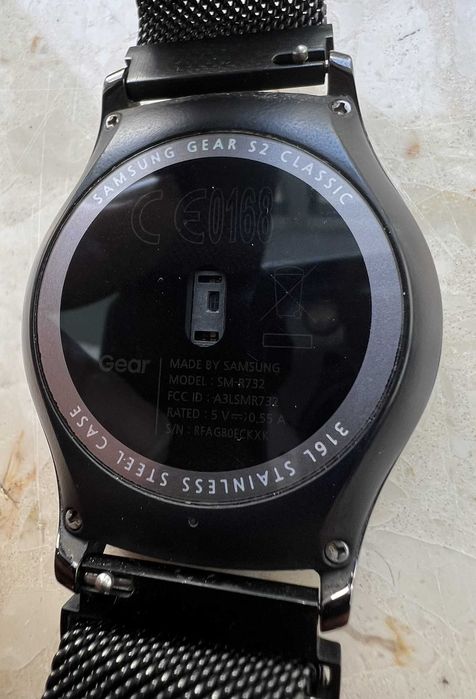 SAMSUNG GEAR S2 CLASSIC
CE0168
Gear
MADE BY SAMSUNG
MODEL : SM-R732
FCC ID : A3LSMR732
RATED : 5 V⎓0.55 A
S/N : RFAG80FCKXK
316L STAINLESS STEEL CASE